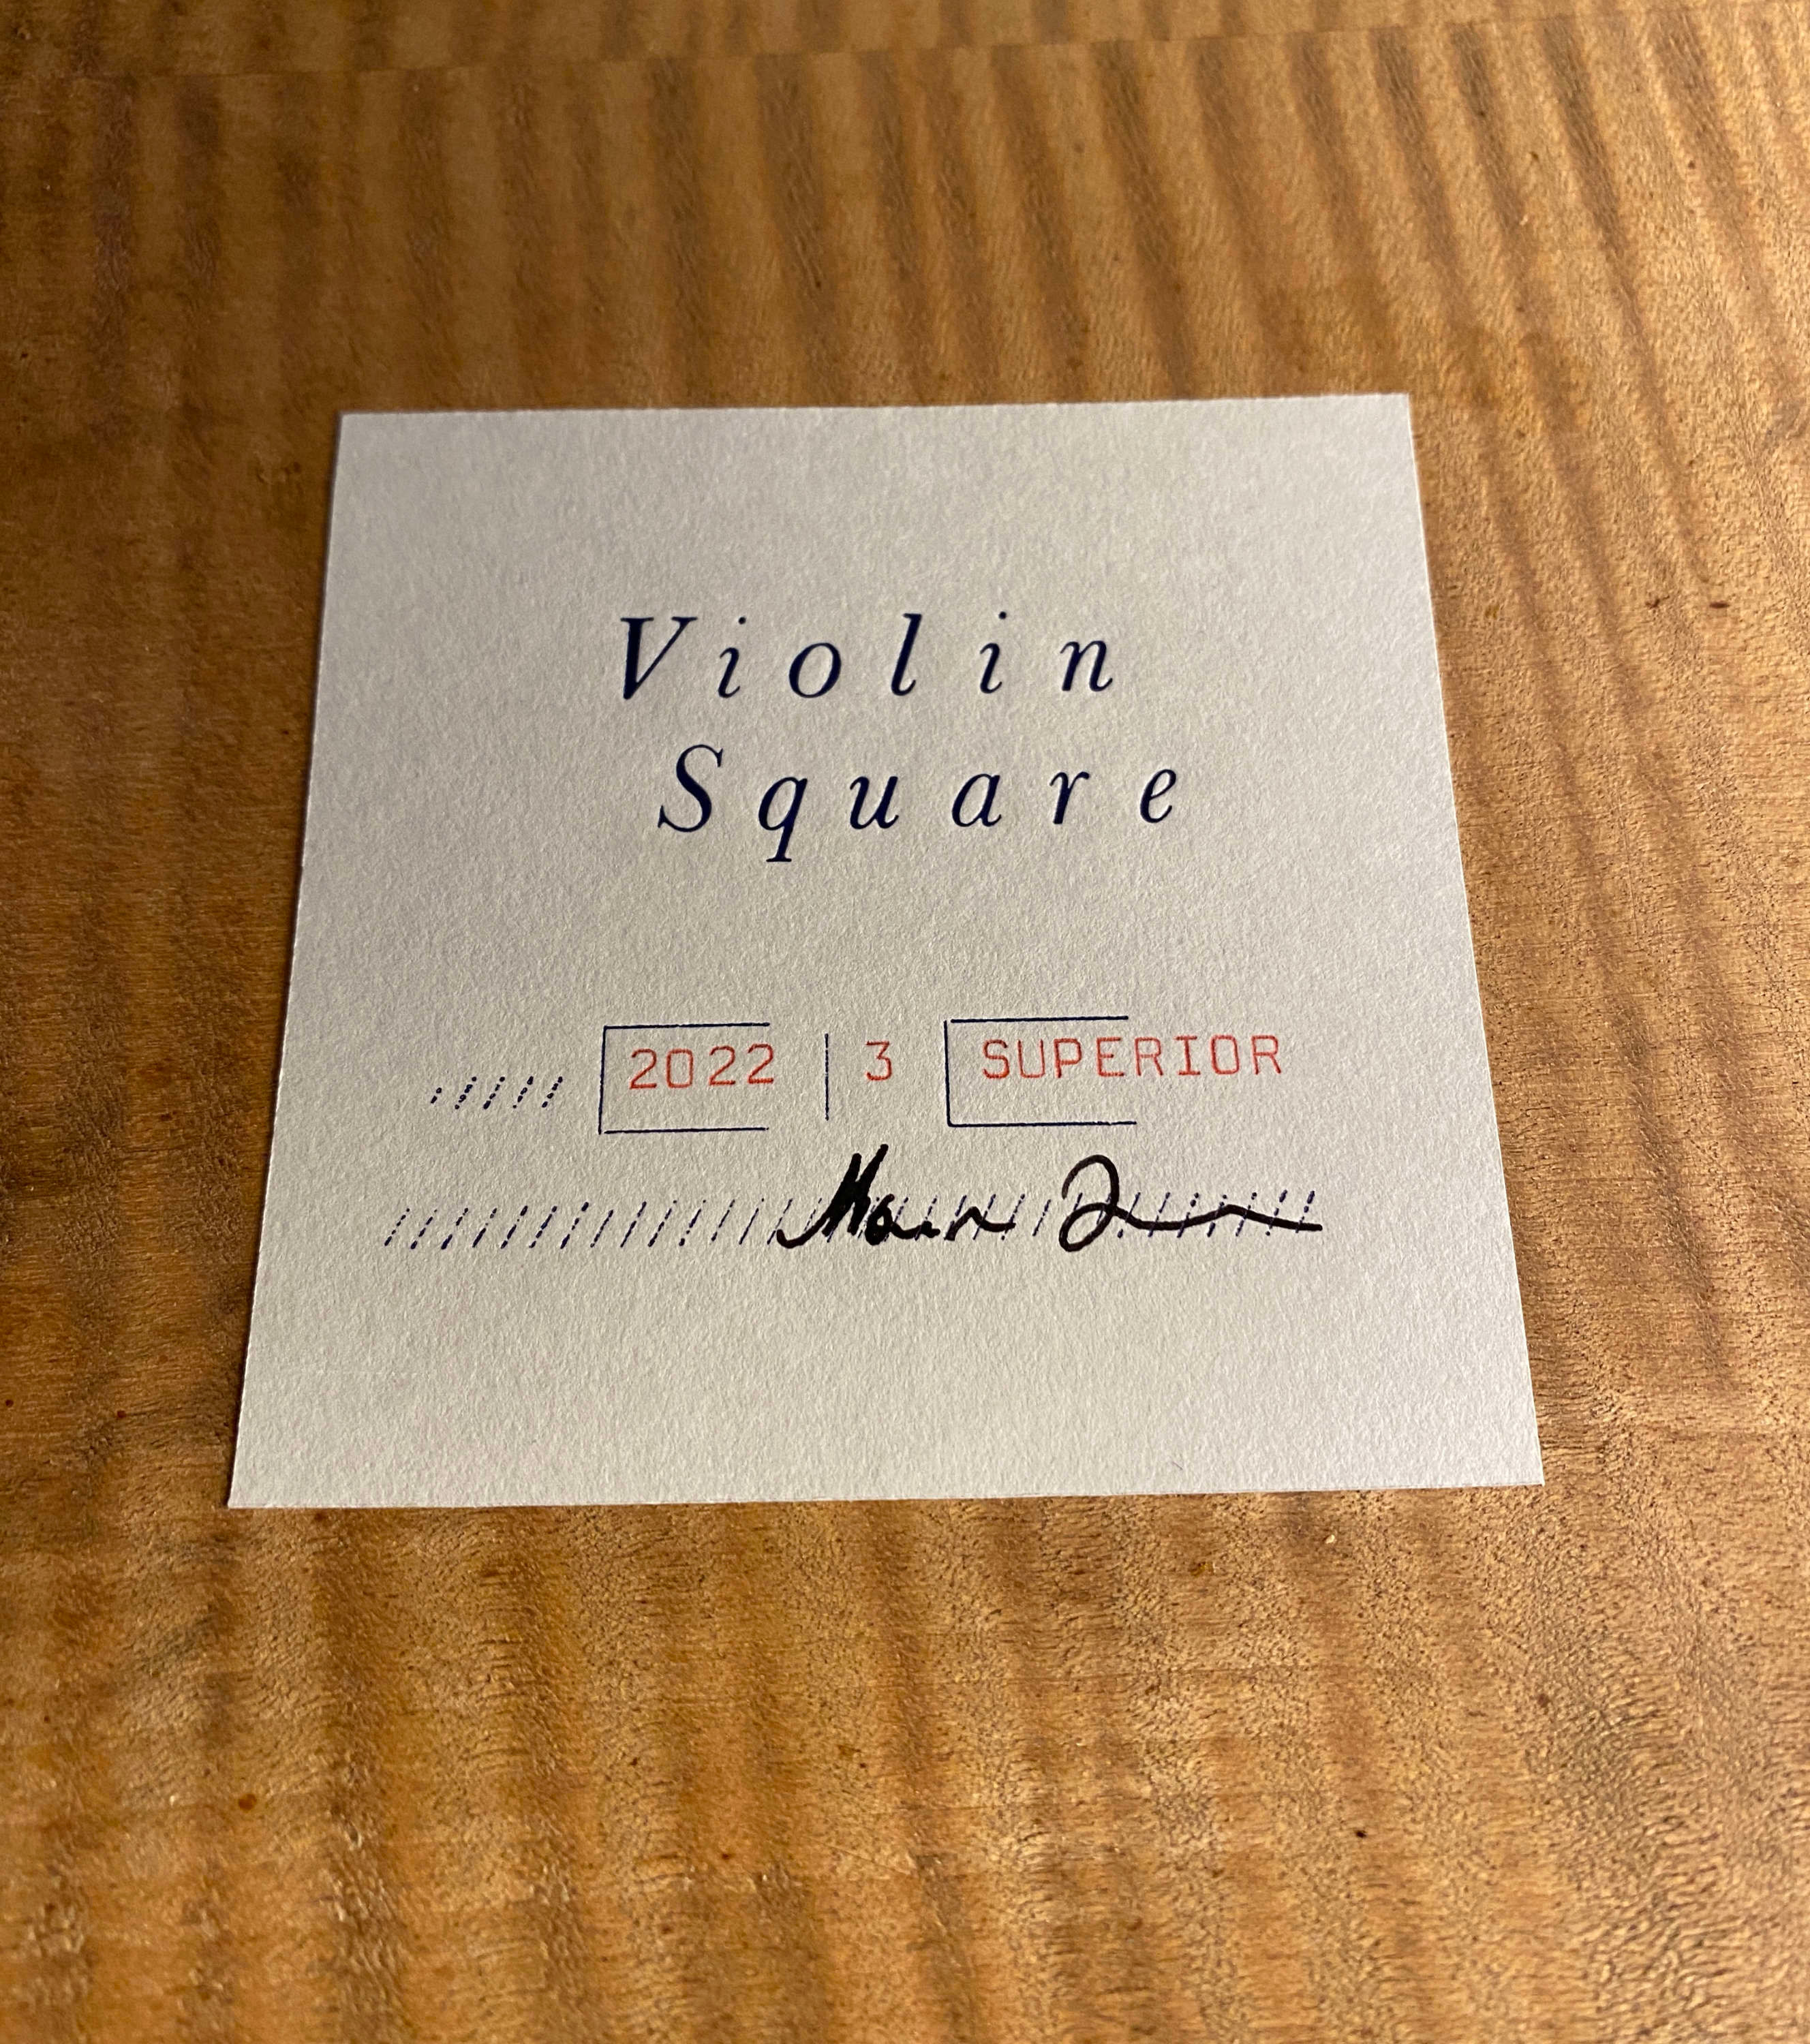 Violin
Square
2022 | 3 SUPERIOR